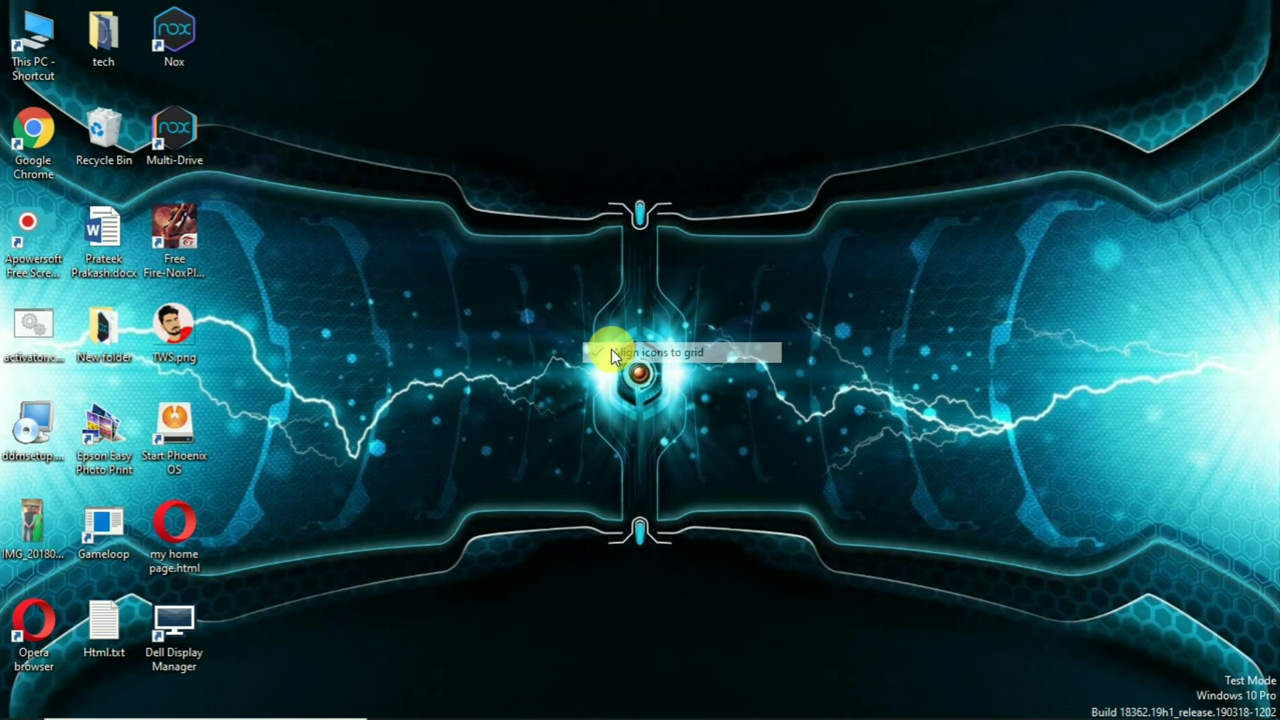 This PC -
Shortcut
tech
Nox
Google
Chrome
Recycle Bin
Multi-Drive
Apowersoft
Free Scre...
Prateek
Prakash.docx
Free
Fire-NoxPl...
activatorc...
New folder
TWS.png
ddmsetup....
Epson Easy
Photo Print
Start Phoenix
OS
IMG_20180...
Gameloop
my home
page.html
Opera
browser
Html.txt
Dell Display
Manager
Align icons to grid
Test Mode
Windows 10 Pro
Build 18362.19h1_release.190318-1202